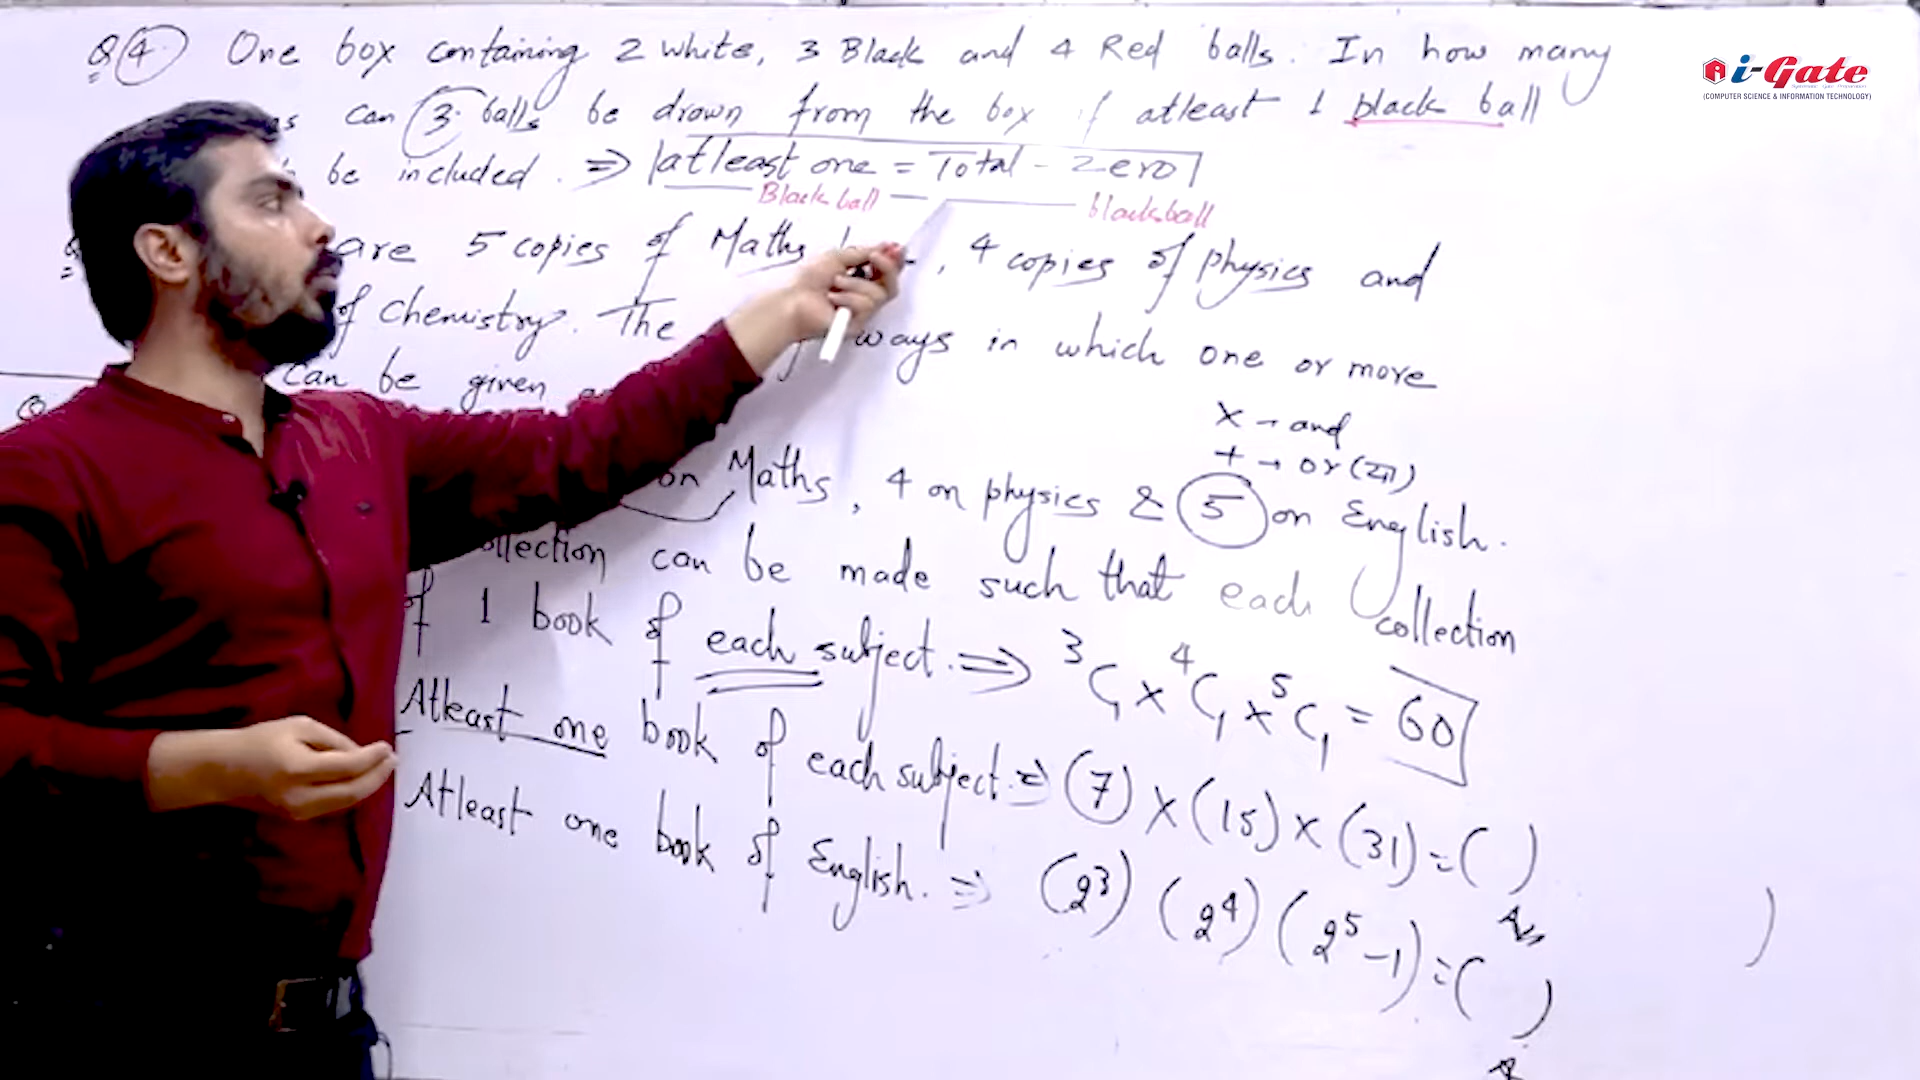 Q(4) One box containing 2 white, 3 Black and 4 Red balls. In how many
can 3 balls be drown from the box if atleast 1 black ball
be included. ⇒ atleast one = Total - Zero
Black ball blackball
are 5 copies of Maths , 4 copies of physics and
of Chemistry. The ways in which one or more
can be given
X → and
+ → or (या)
on Maths, 4 on physics & 5 on English.
collection can be made such that each collection
of 1 book of each subject. ⇒ ³C₁ x ⁴C₁ x ⁵C₁ = 60
Atleast one book of each subject. ⇒ (7) X (15) x (31) = ( )
Atleast one book of English. ⇒ (2³) (2⁴) (2⁵-1) = ( )
i-Gate
(COMPUTER SCIENCE & INFORMATION TECHNOLOGY)